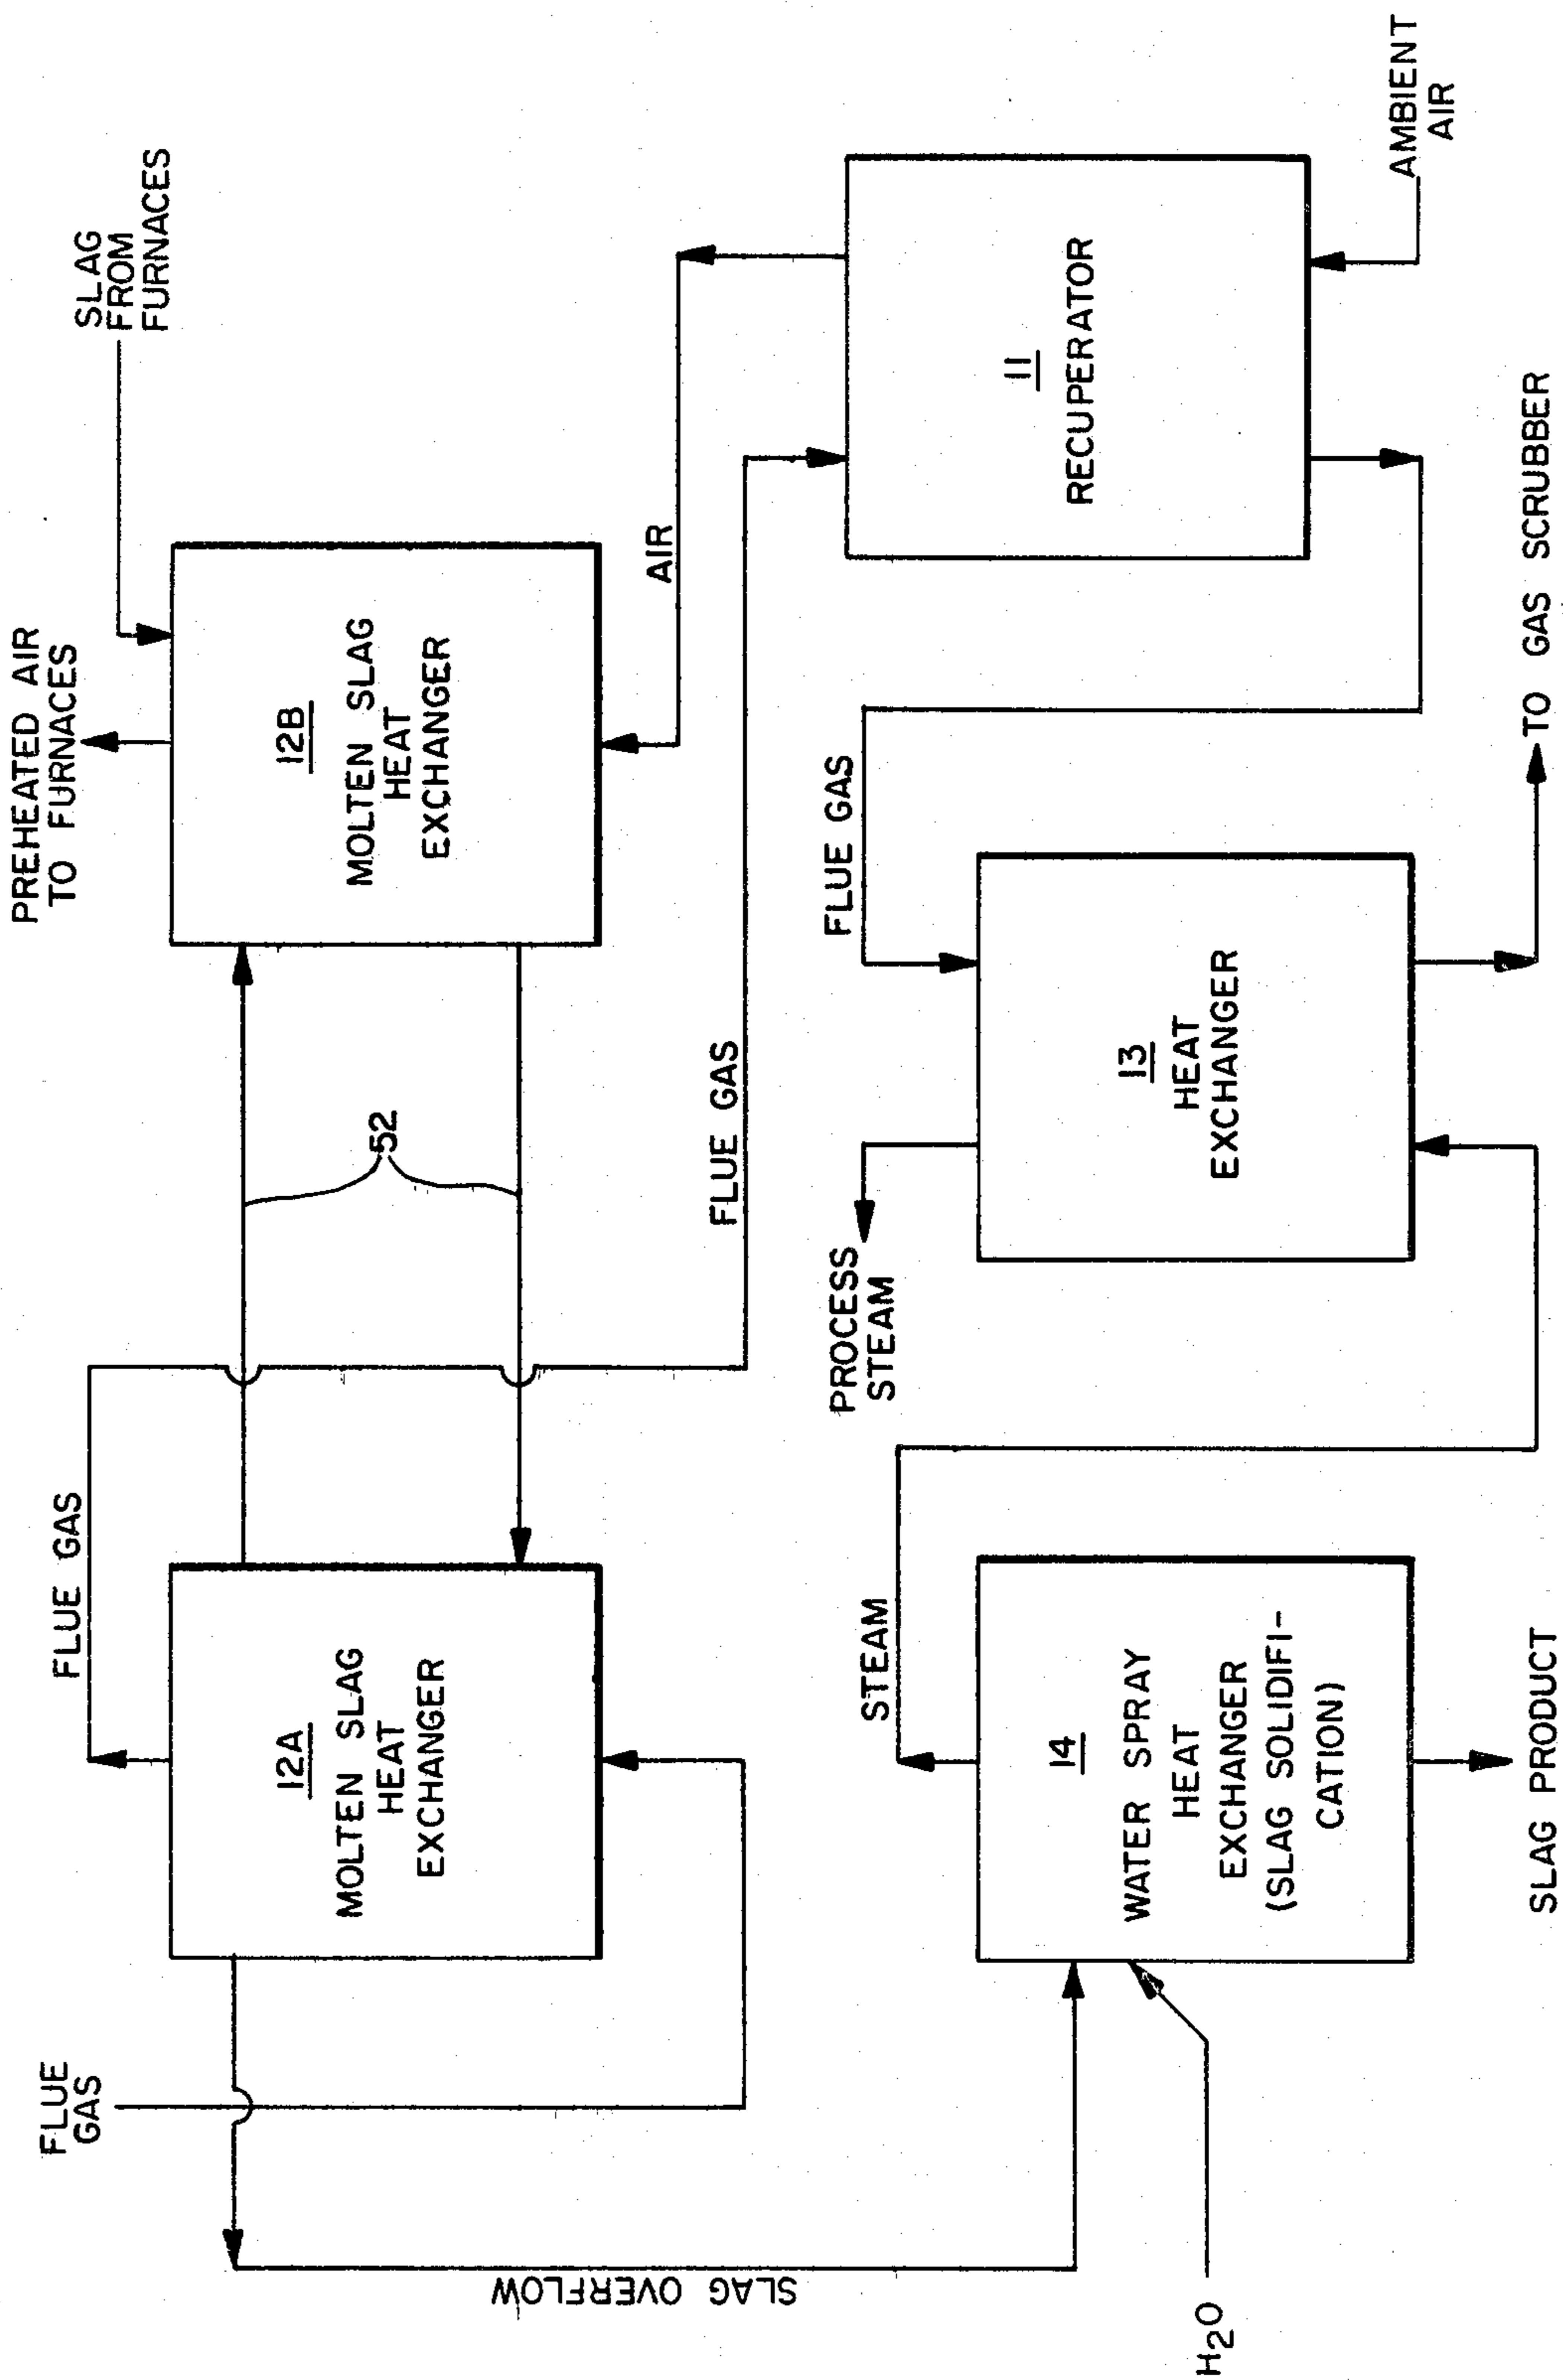 FLUE
GAS
FLUE GAS
PREHEATED AIR
TO FURNACES
SLAG
FROM
FURNACES
12A
MOLTEN SLAG
HEAT
EXCHANGER
52
12B
MOLTEN SLAG
HEAT
EXCHANGER
SLAG OVERFLOW
FLUE GAS
AIR
STEAM
PROCESS
STEAM
FLUE GAS
11
RECUPERATOR
14
WATER SPRAY
HEAT
EXCHANGER
(SLAG SOLIDIFI-
CATION)
13
HEAT
EXCHANGER
AMBIENT
AIR
H2O
SLAG PRODUCT
TO GAS SCRUBBER